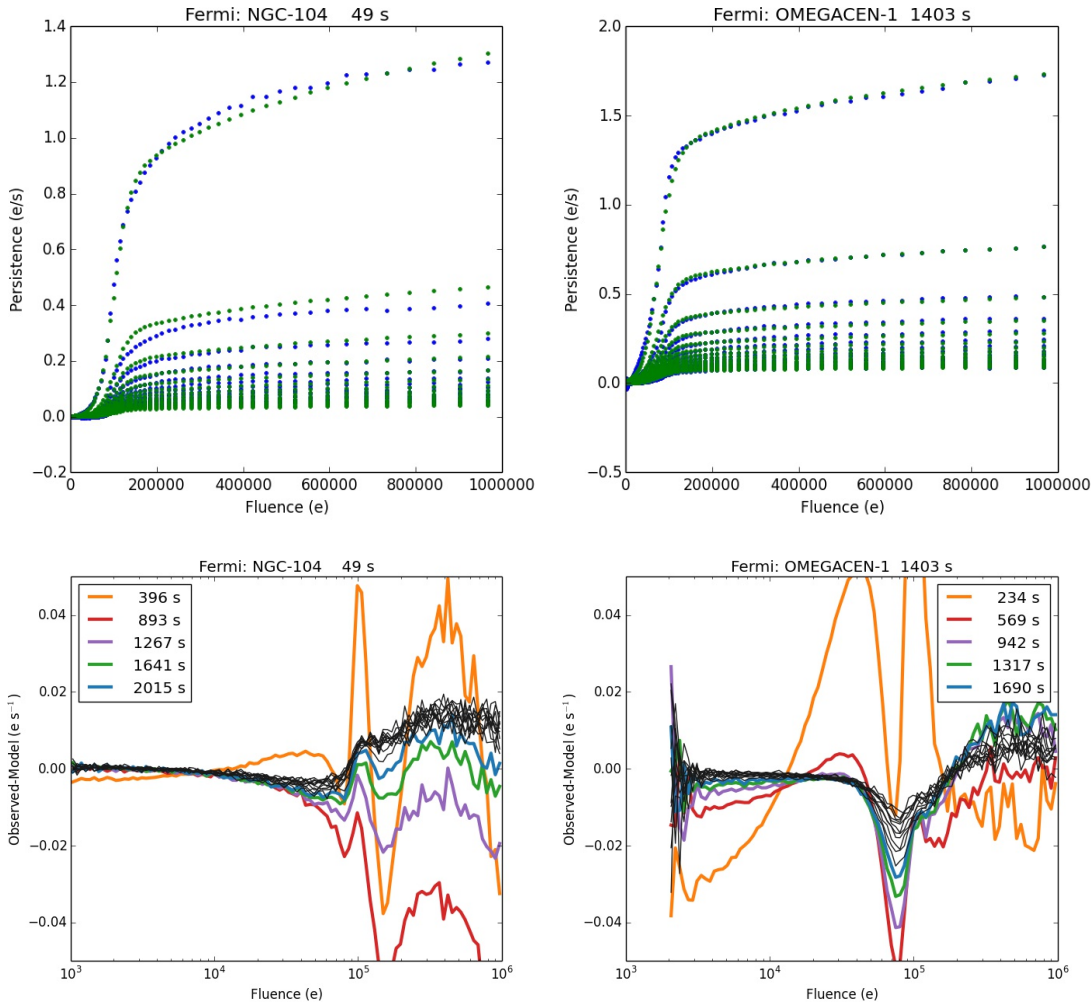 Fermi: NGC-104 49 s
Persistence (e/s)
1.4
1.2
1.0
0.8
0.6
0.4
0.2
0.0
−0.2
0 200000 400000 600000 800000 1000000
Fluence (e)
Fermi: OMEGACEN-1 1403 s
Persistence (e/s)
2.0
1.5
1.0
0.5
0.0
−0.5
0 200000 400000 600000 800000 1000000
Fluence (e)
Fermi: NGC-104 49 s
Observed-Model (e s⁻¹)
0.04
0.02
0.00
−0.02
−0.04
396 s
893 s
1267 s
1641 s
2015 s
10³ 10⁴ 10⁵ 10⁶
Fluence (e)
Fermi: OMEGACEN-1 1403 s
Observed-Model (e s⁻¹)
0.04
0.02
0.00
−0.02
−0.04
234 s
569 s
942 s
1317 s
1690 s
10³ 10⁴ 10⁵ 10⁶
Fluence (e)